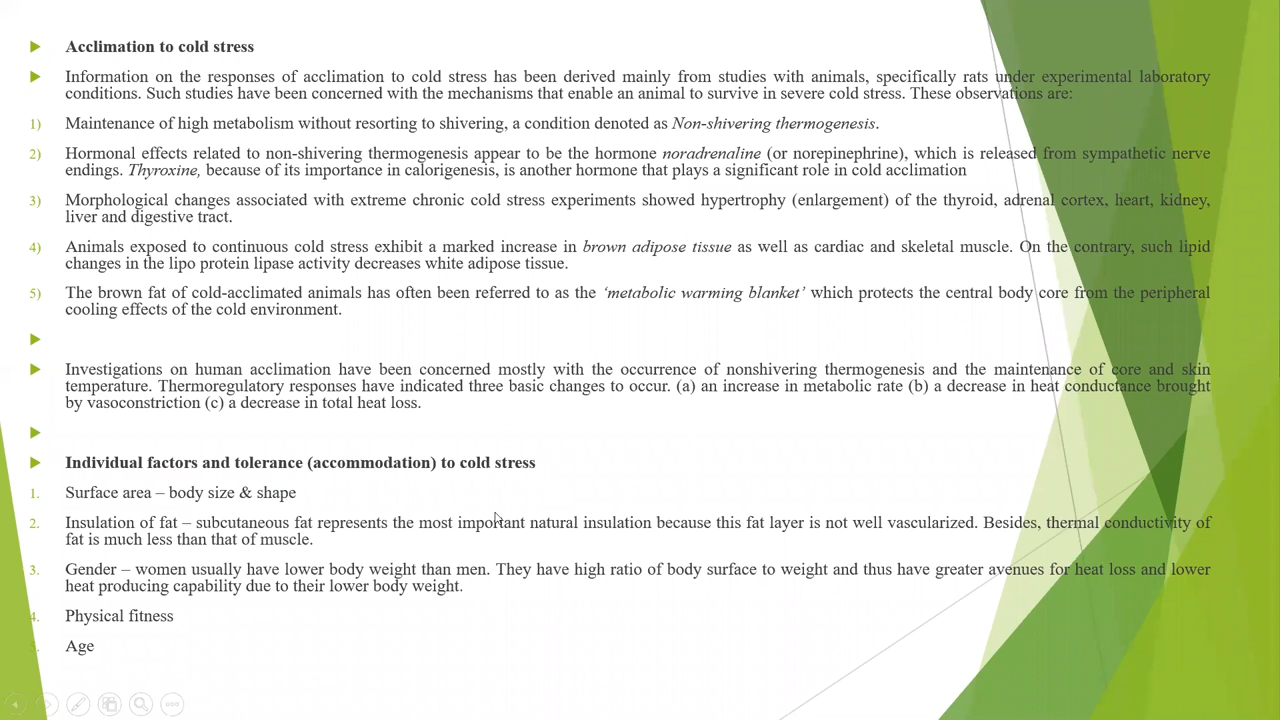 Acclimation to cold stress
Information on the responses of acclimation to cold stress has been derived mainly from studies with animals, specifically rats under experimental laboratory
conditions. Such studies have been concerned with the mechanisms that enable an animal to survive in severe cold stress. These observations are:
1) Maintenance of high metabolism without resorting to shivering, a condition denoted as Non-shivering thermogenesis.
2) Hormonal effects related to non-shivering thermogenesis appear to be the hormone noradrenaline (or norepinephrine), which is released from sympathetic nerve
endings. Thyroxine, because of its importance in calorigenesis, is another hormone that plays a significant role in cold acclimation
3) Morphological changes associated with extreme chronic cold stress experiments showed hypertrophy (enlargement) of the thyroid, adrenal cortex, heart, kidney,
liver and digestive tract.
4) Animals exposed to continuous cold stress exhibit a marked increase in brown adipose tissue as well as cardiac and skeletal muscle. On the contrary, such lipid
changes in the lipo protein lipase activity decreases white adipose tissue.
5) The brown fat of cold-acclimated animals has often been referred to as the ‘metabolic warming blanket’ which protects the central body core from the peripheral
cooling effects of the cold environment.
Investigations on human acclimation have been concerned mostly with the occurrence of nonshivering thermogenesis and the maintenance of core and skin
temperature. Thermoregulatory responses have indicated three basic changes to occur. (a) an increase in metabolic rate (b) a decrease in heat conductance brought
by vasoconstriction (c) a decrease in total heat loss.
Individual factors and tolerance (accommodation) to cold stress
1. Surface area – body size & shape
2. Insulation of fat – subcutaneous fat represents the most important natural insulation because this fat layer is not well vascularized. Besides, thermal conductivity of
fat is much less than that of muscle.
3. Gender – women usually have lower body weight than men. They have high ratio of body surface to weight and thus have greater avenues for heat loss and lower
heat producing capability due to their lower body weight.
4. Physical fitness
5. Age